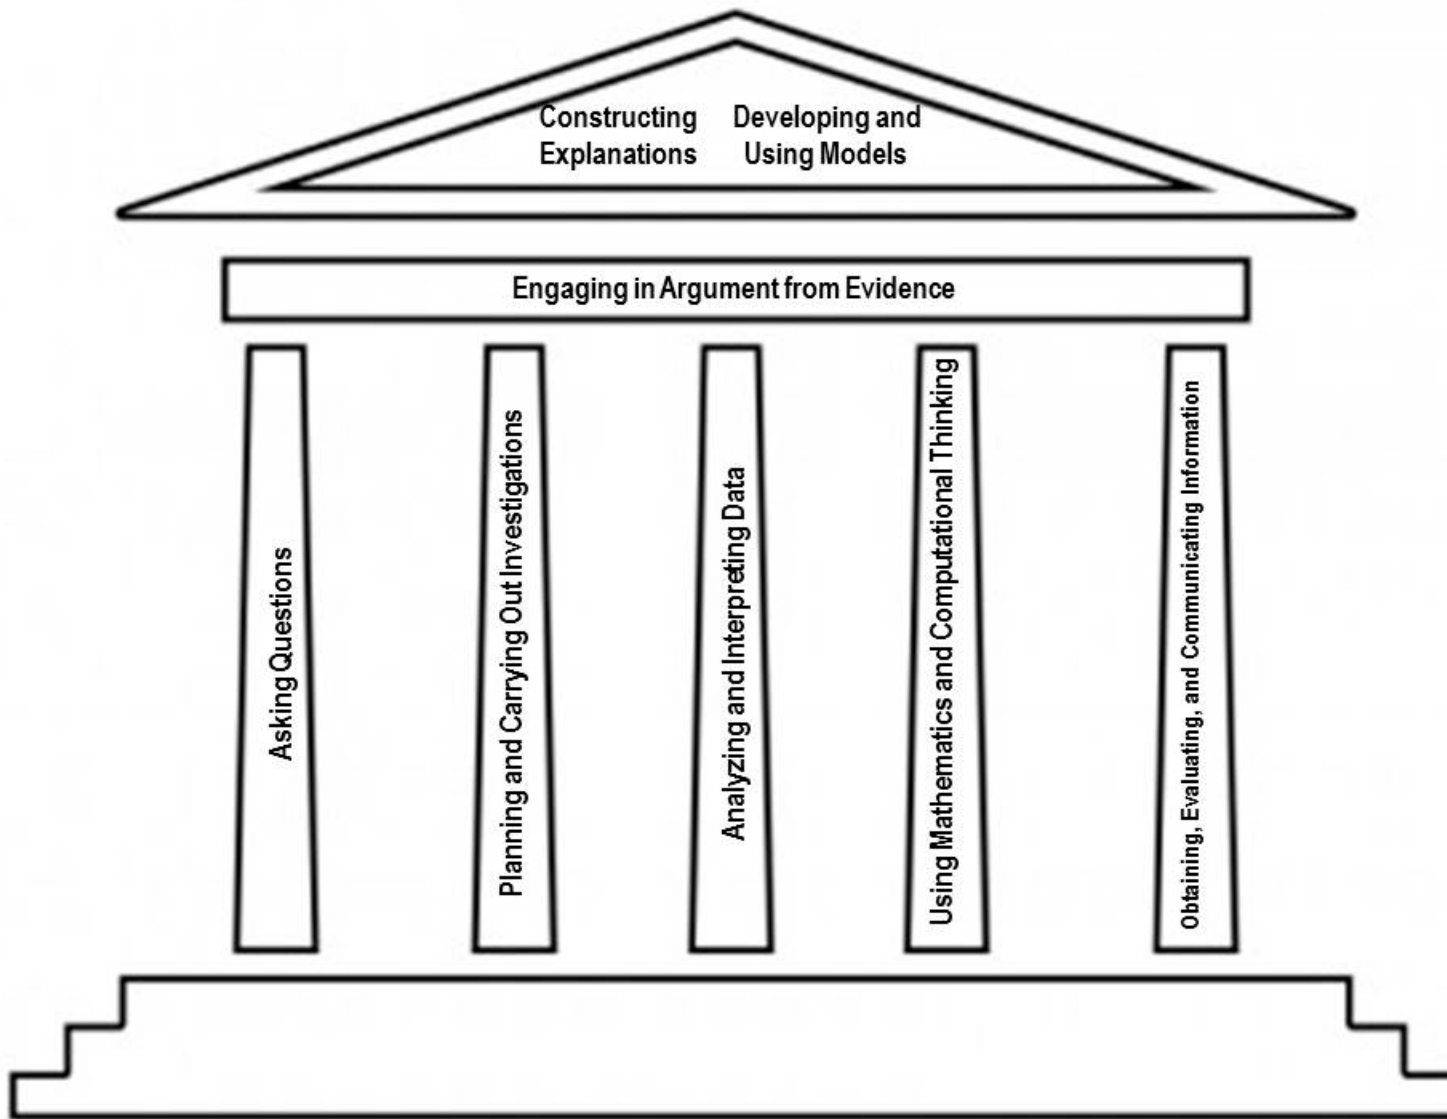 Constructing Explanations
Developing and Using Models
Engaging in Argument from Evidence
Asking Questions
Planning and Carrying Out Investigations
Analyzing and Interpreting Data
Using Mathematics and Computational Thinking
Obtaining, Evaluating, and Communicating Information